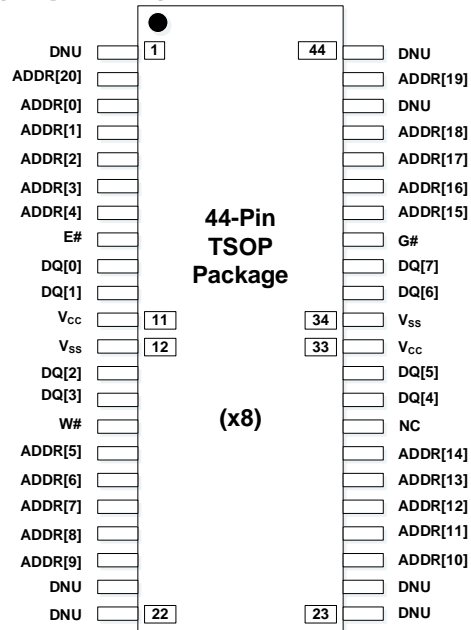 DNU 1 44 DNU
ADDR[20] ADDR[19]
ADDR[0] DNU
ADDR[1] ADDR[18]
ADDR[2] ADDR[17]
ADDR[3] ADDR[16]
ADDR[4] ADDR[15]
44-Pin
TSOP
Package
E# G#
DQ[0] DQ[7]
DQ[1] DQ[6]
VCC 11 34 VSS
VSS 12 33 VCC
DQ[2] DQ[5]
DQ[3] DQ[4]
(x8)
W# NC
ADDR[5] ADDR[14]
ADDR[6] ADDR[13]
ADDR[7] ADDR[12]
ADDR[8] ADDR[11]
ADDR[9] ADDR[10]
DNU DNU
DNU 22 23 DNU